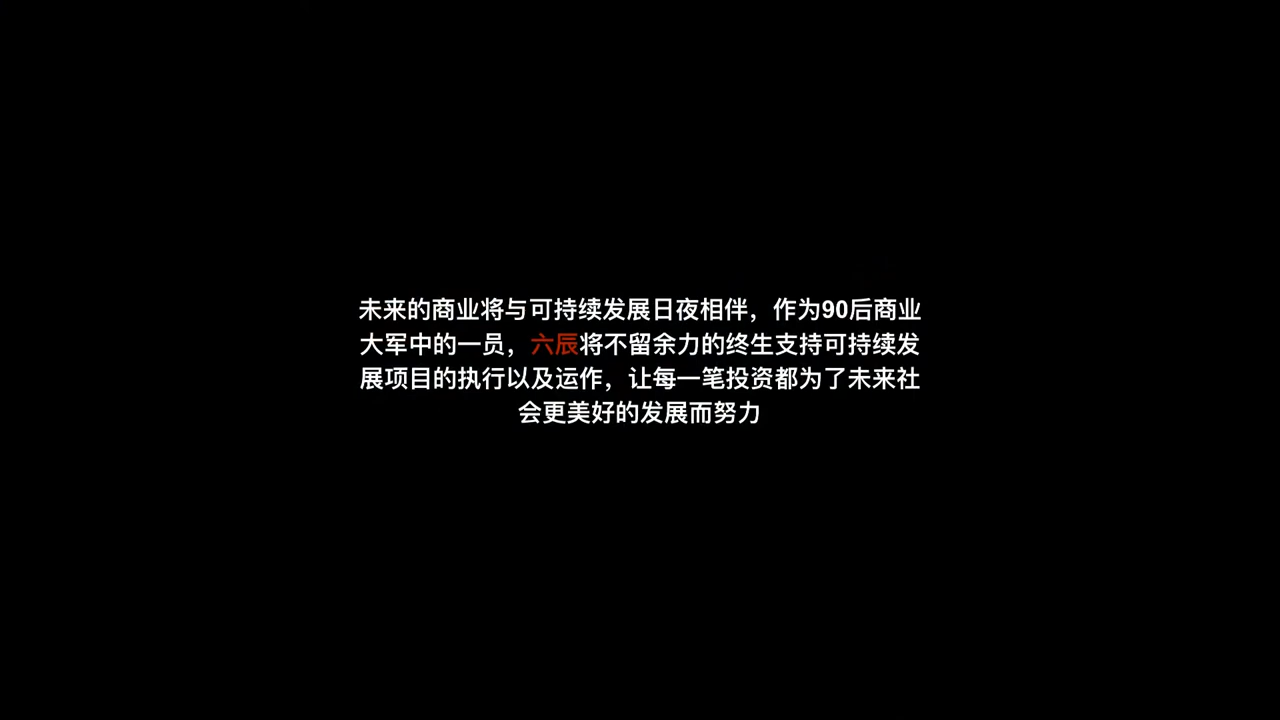 未来的商业将与可持续发展日夜相伴，作为90后商业
大军中的一员，六辰将不留余力的终生支持可持续发
展项目的执行以及运作，让每一笔投资都为了未来社
会更美好的发展而努力